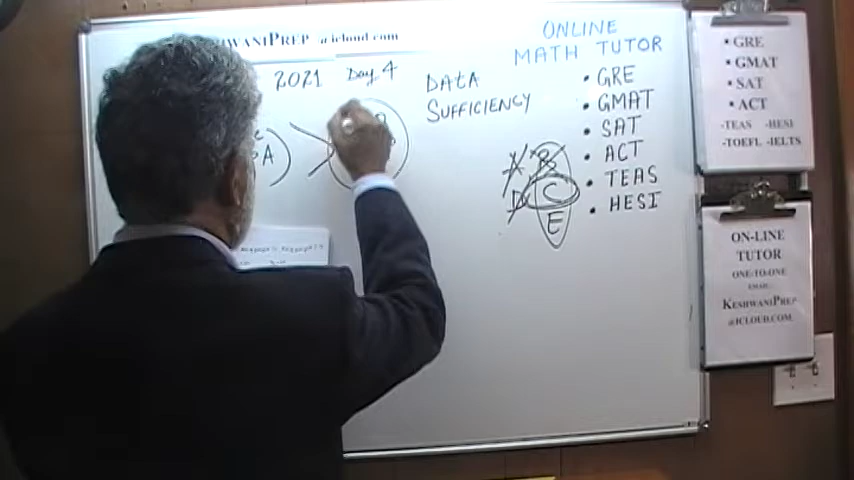 KESHWANIPREP @icloud.com
2021 Day 4
DATA
SUFFICIENCY
A B
D C
E
ONLINE
MATH TUTOR
• GRE
• GMAT
• SAT
• ACT
• TEAS
• HESI
• GRE
• GMAT
• SAT
• ACT
-TEAS -HESI
-TOEFL -IELTS
ON-LINE
TUTOR
ONE-TO-ONE
EMAIL:
KESHWANIPREP
@ICLOUD.COM